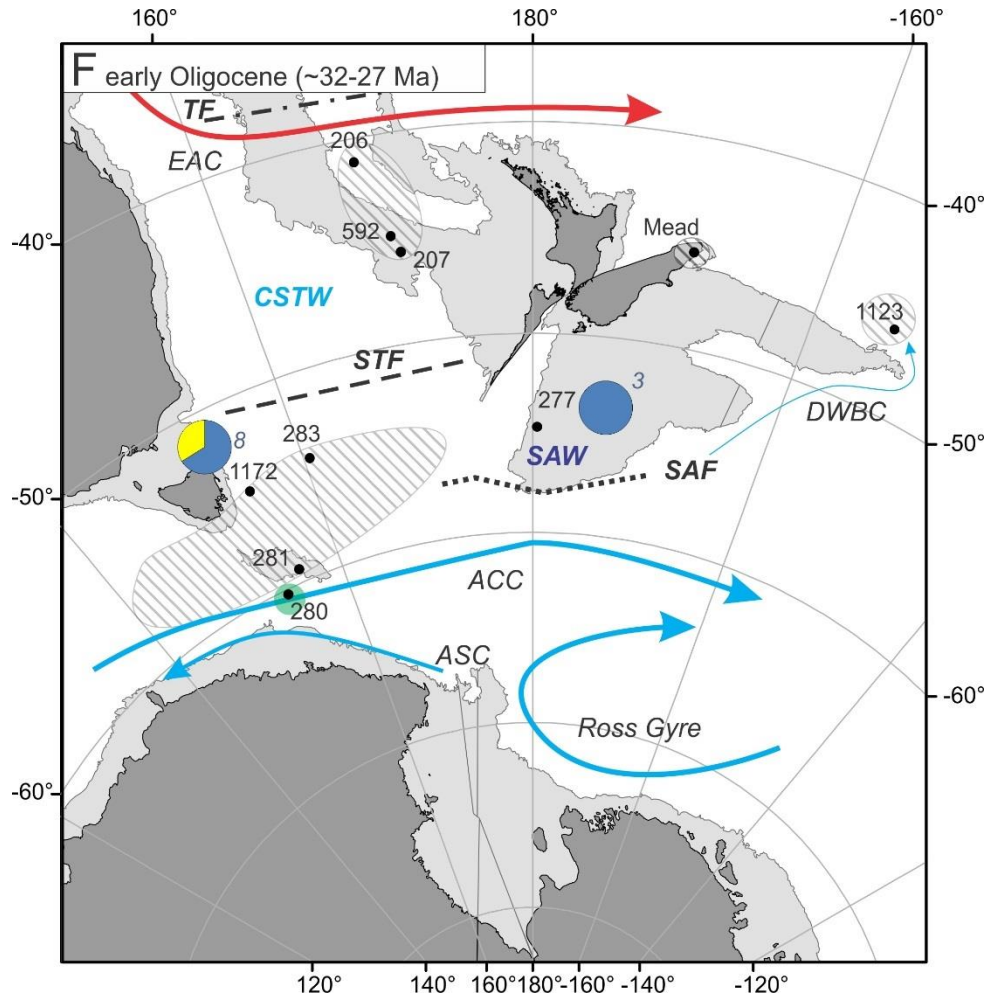 160° 180° -160°
F early Oligocene (~32-27 Ma)
TF
EAC
206
-40°
-40°
592
207
Mead
CSTW
1123
STF
DWBC
3
277
8
283
SAW
SAF
-50°
1172
-50°
281
ACC
280
ASC
-60°
Ross Gyre
-60°
120° 140° 160° 180° -160° -140° -120°